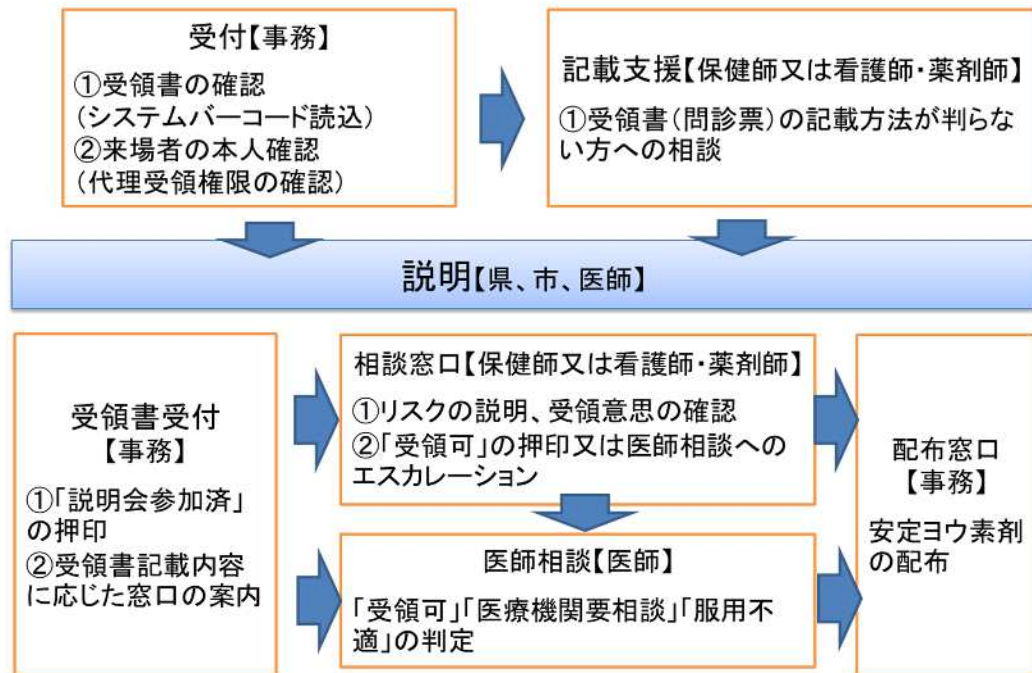 受付【事務】
①受領書の確認
(システムバーコード読込)
②来場者の本人確認
(代理受領権限の確認)
記載支援【保健師又は看護師・薬剤師】
①受領書(問診票)の記載方法が判らな
い方への相談
説明【県、市、医師】
受領書受付
【事務】
①「説明会参加済」
の押印
②受領書記載内容
に応じた窓口の案内
相談窓口【保健師又は看護師・薬剤師】
①リスクの説明、受領意思の確認
②「受領可」の押印又は医師相談への
エスカレーション
医師相談【医師】
「受領可」「医療機関要相談」「服用不
適」の判定
配布窓口
【事務】
安定ヨウ素剤
の配布